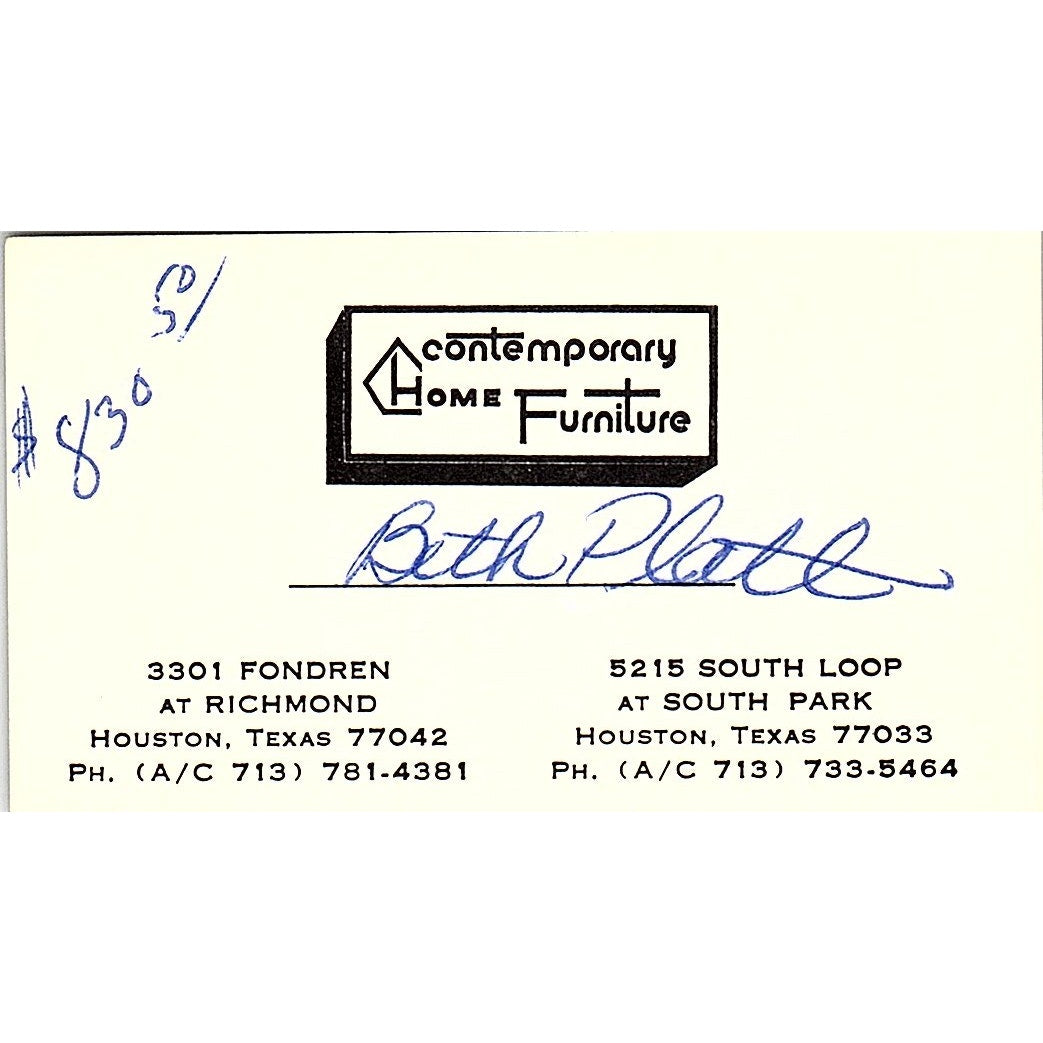 $ 830
contemporary
HOME Furniture
Beth Platt
3301 FONDREN
AT RICHMOND
HOUSTON, TEXAS 77042
PH. (A/C 713) 781-4381
5215 SOUTH LOOP
AT SOUTH PARK
HOUSTON, TEXAS 77033
PH. (A/C 713) 733-5464